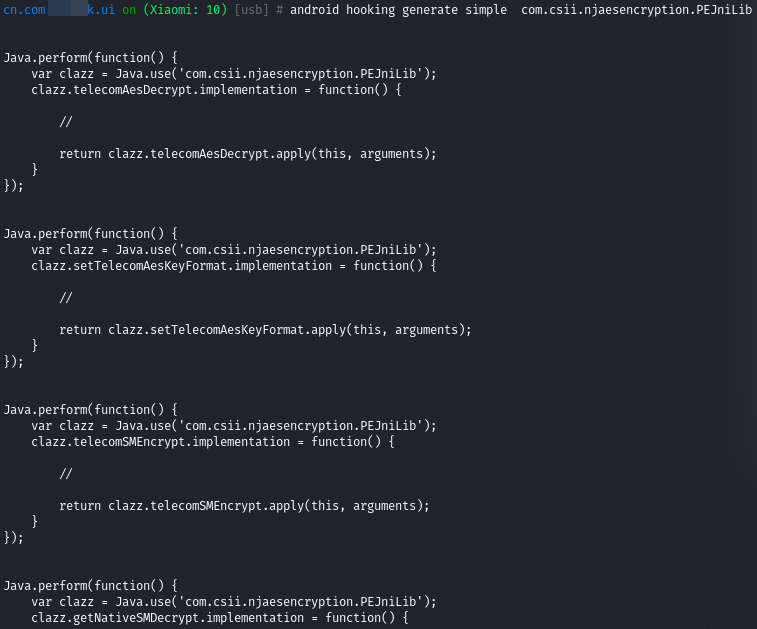 cn.com. k.ui on (Xiaomi: 10) [usb] # android hooking generate simple  com.csii.njaesencryption.PEJniLib
Java.perform(function() {
    var clazz = Java.use('com.csii.njaesencryption.PEJniLib');
    clazz.telecomAesDecrypt.implementation = function() {
        //
        return clazz.telecomAesDecrypt.apply(this, arguments);
    }
});
Java.perform(function() {
    var clazz = Java.use('com.csii.njaesencryption.PEJniLib');
    clazz.setTelecomAesKeyFormat.implementation = function() {
        //
        return clazz.setTelecomAesKeyFormat.apply(this, arguments);
    }
});
Java.perform(function() {
    var clazz = Java.use('com.csii.njaesencryption.PEJniLib');
    clazz.telecomSMEncrypt.implementation = function() {
        //
        return clazz.telecomSMEncrypt.apply(this, arguments);
    }
});
Java.perform(function() {
    var clazz = Java.use('com.csii.njaesencryption.PEJniLib');
    clazz.getNativeSMDecrypt.implementation = function() {